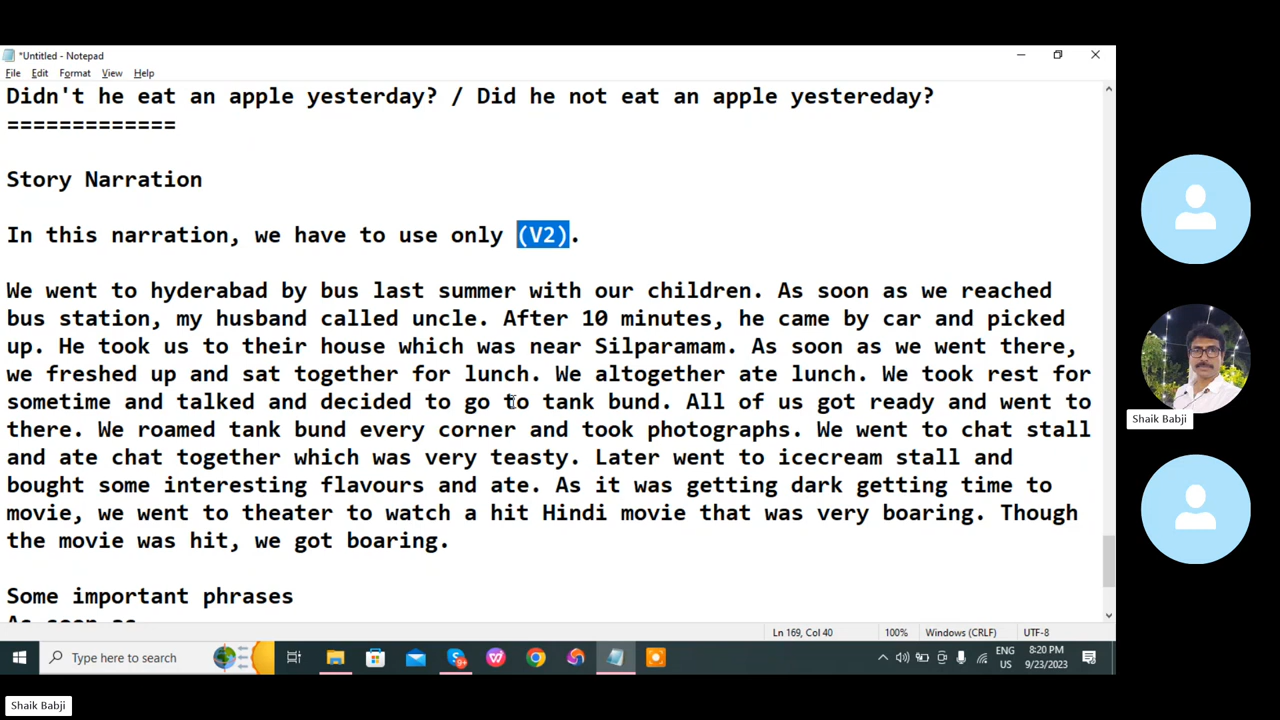 *Untitled - Notepad
File Edit Format View Help
Didn't he eat an apple yesterday? / Did he not eat an apple yestereday?
=============
Story Narration
In this narration, we have to use only (V2).
We went to hyderabad by bus last summer with our children. As soon as we reached
bus station, my husband called uncle. After 10 minutes, he came by car and picked
up. He took us to their house which was near Silparamam. As soon as we went there,
we freshed up and sat together for lunch. We altogether ate lunch. We took rest for
sometime and talked and decided to go to tank bund. All of us got ready and went to
there. We roamed tank bund every corner and took photographs. We went to chat stall
and ate chat together which was very teasty. Later went to icecream stall and
bought some interesting flavours and ate. As it was getting dark getting time to
movie, we went to theater to watch a hit Hindi movie that was very boaring. Though
the movie was hit, we got boaring.
Some important phrases
As soon as
Ln 169, Col 40 100% Windows (CRLF) UTF-8
Type here to search
ENG
US
8:20 PM
9/23/2023
Shaik Babji
Shaik Babji